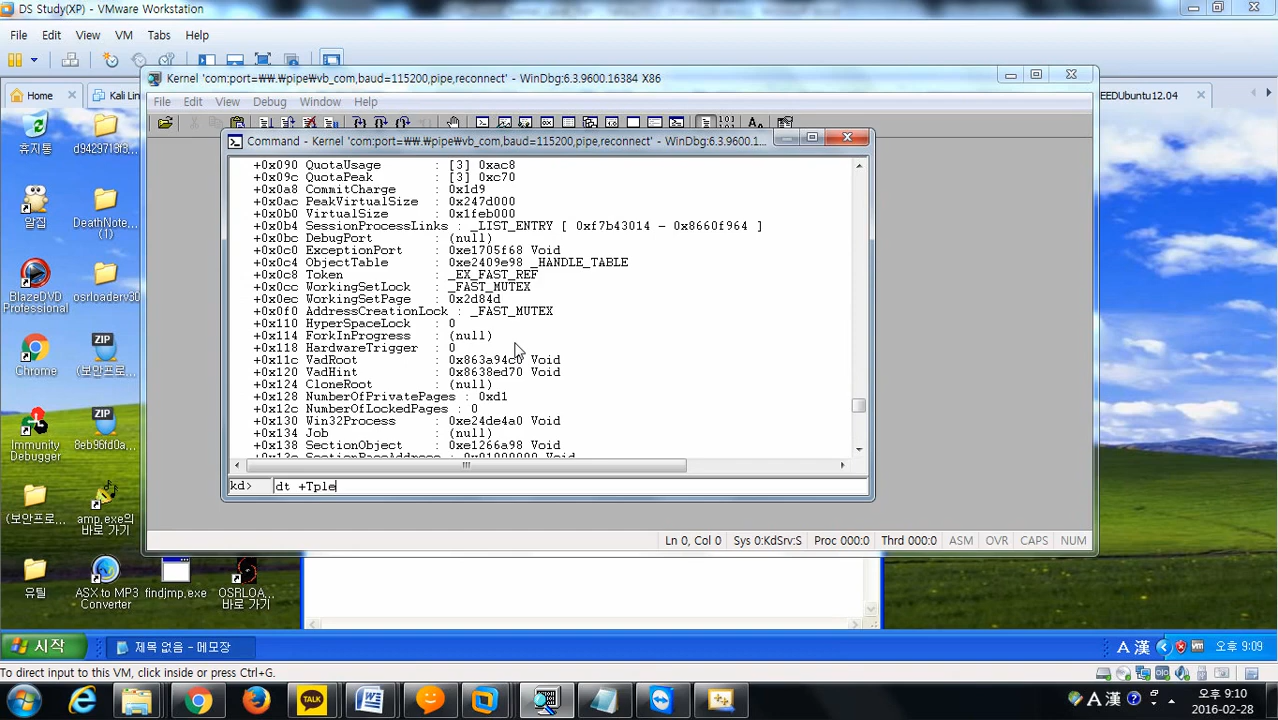 DS Study(XP) - VMware Workstation
File Edit View VM Tabs Help
Home
Kali Lin
EEDUbuntu12.04
Kernel 'com:port=₩₩.₩pipe₩vb_com,baud=115200,pipe,reconnect' - WinDbg:6.3.9600.16384 X86
File Edit View Debug Window Help
Command - Kernel 'com:port=₩₩.₩pipe₩vb_com,baud=115200,pipe,reconnect' - WinDbg:6.3.9600.1...
+0x090 QuotaUsage : [3] 0xac8
+0x09c QuotaPeak : [3] 0xc70
+0x0a8 CommitCharge : 0x1d9
+0x0ac PeakVirtualSize : 0x247d000
+0x0b0 VirtualSize : 0x1feb000
+0x0b4 SessionProcessLinks : _LIST_ENTRY [ 0xf7b43014 - 0x8660f964 ]
+0x0bc DebugPort : (null)
+0x0c0 ExceptionPort : 0xe1705f68 Void
+0x0c4 ObjectTable : 0xe2409e98 _HANDLE_TABLE
+0x0c8 Token : _EX_FAST_REF
+0x0cc WorkingSetLock : _FAST_MUTEX
+0x0ec WorkingSetPage : 0x2d84d
+0x0f0 AddressCreationLock : _FAST_MUTEX
+0x110 HyperSpaceLock : 0
+0x114 ForkInProgress : (null)
+0x118 HardwareTrigger : 0
+0x11c VadRoot : 0x863a94c0 Void
+0x120 VadHint : 0x8638ed70 Void
+0x124 CloneRoot : (null)
+0x128 NumberOfPrivatePages : 0xd1
+0x12c NumberOfLockedPages : 0
+0x130 Win32Process : 0xe24de4a0 Void
+0x134 Job : (null)
+0x138 SectionObject : 0xe1266a98 Void
+0x13c SectionBaseAddress : 0x01000000 Void
kd> dt +Tple
Ln 0, Col 0 Sys 0:KdSrv:S Proc 000:0 Thrd 000:0 ASM OVR CAPS NUM
휴지통
d9429718f3...
알집
DeathNote...
(1)
BlazeDVD
Professional
osrloaderv30
Chrome
ZIP
(보안프로...
Immunity
Debugger
ZIP
8eb96fd0a...
(보안프로...
amp.exe의
바로 가기
유틸
ASX to MP3
Converter
findjmp.exe
OSRLOA...
바로 가기
시작
제목 없음 - 메모장
A 漢
오후 9:09
To direct input to this VM, click inside or press Ctrl+G.
TALK
A 漢
오후 9:10
2016-02-28